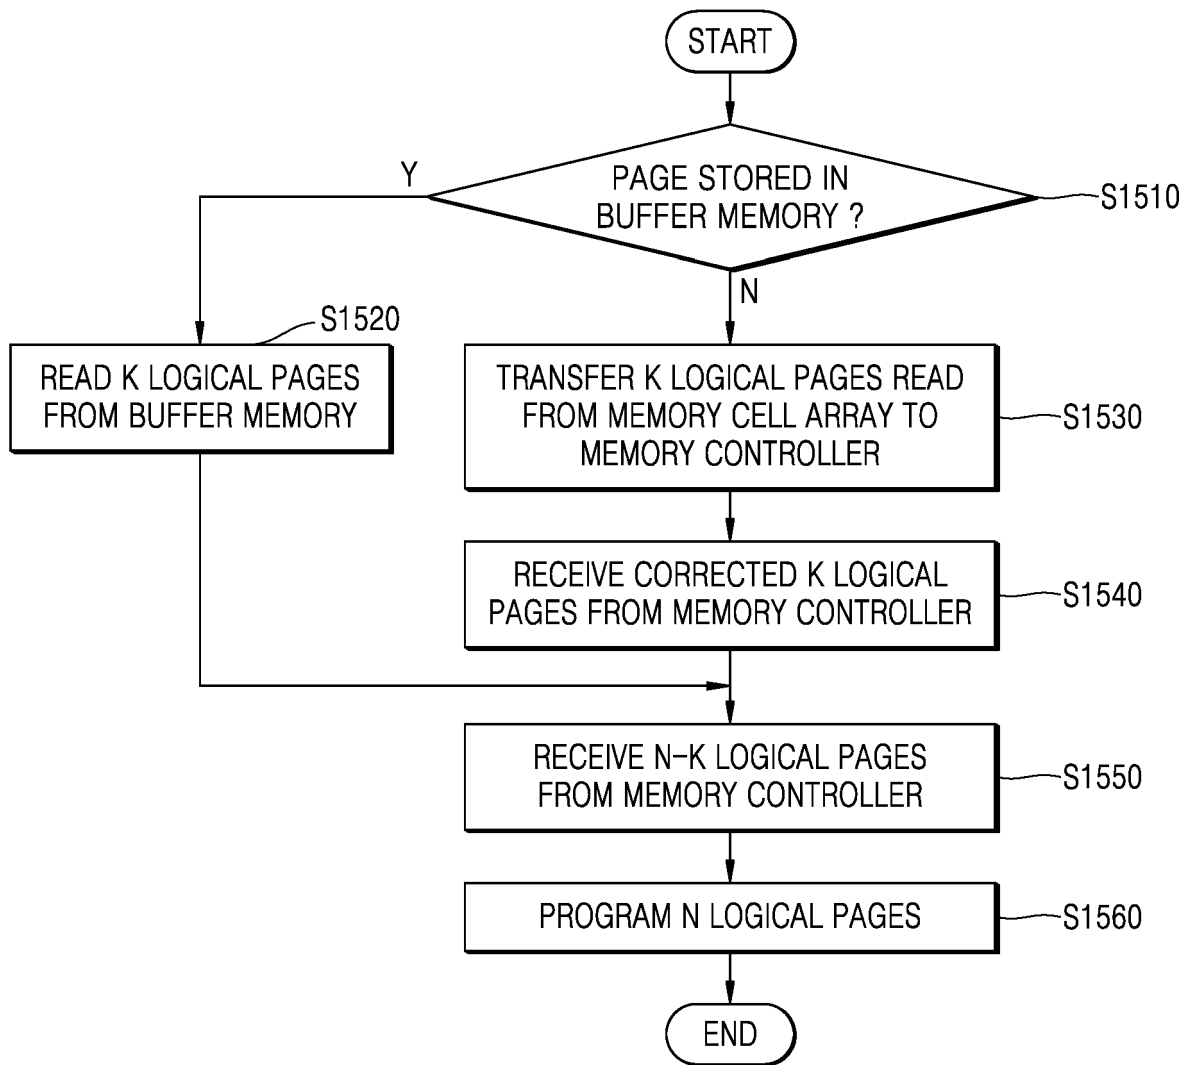 START
PAGE STORED IN
BUFFER MEMORY ?
S1510
Y
N
S1520
READ K LOGICAL PAGES
FROM BUFFER MEMORY
TRANSFER K LOGICAL PAGES READ
FROM MEMORY CELL ARRAY TO
MEMORY CONTROLLER
S1530
RECEIVE CORRECTED K LOGICAL
PAGES FROM MEMORY CONTROLLER
S1540
RECEIVE N-K LOGICAL PAGES
FROM MEMORY CONTROLLER
S1550
PROGRAM N LOGICAL PAGES
S1560
END